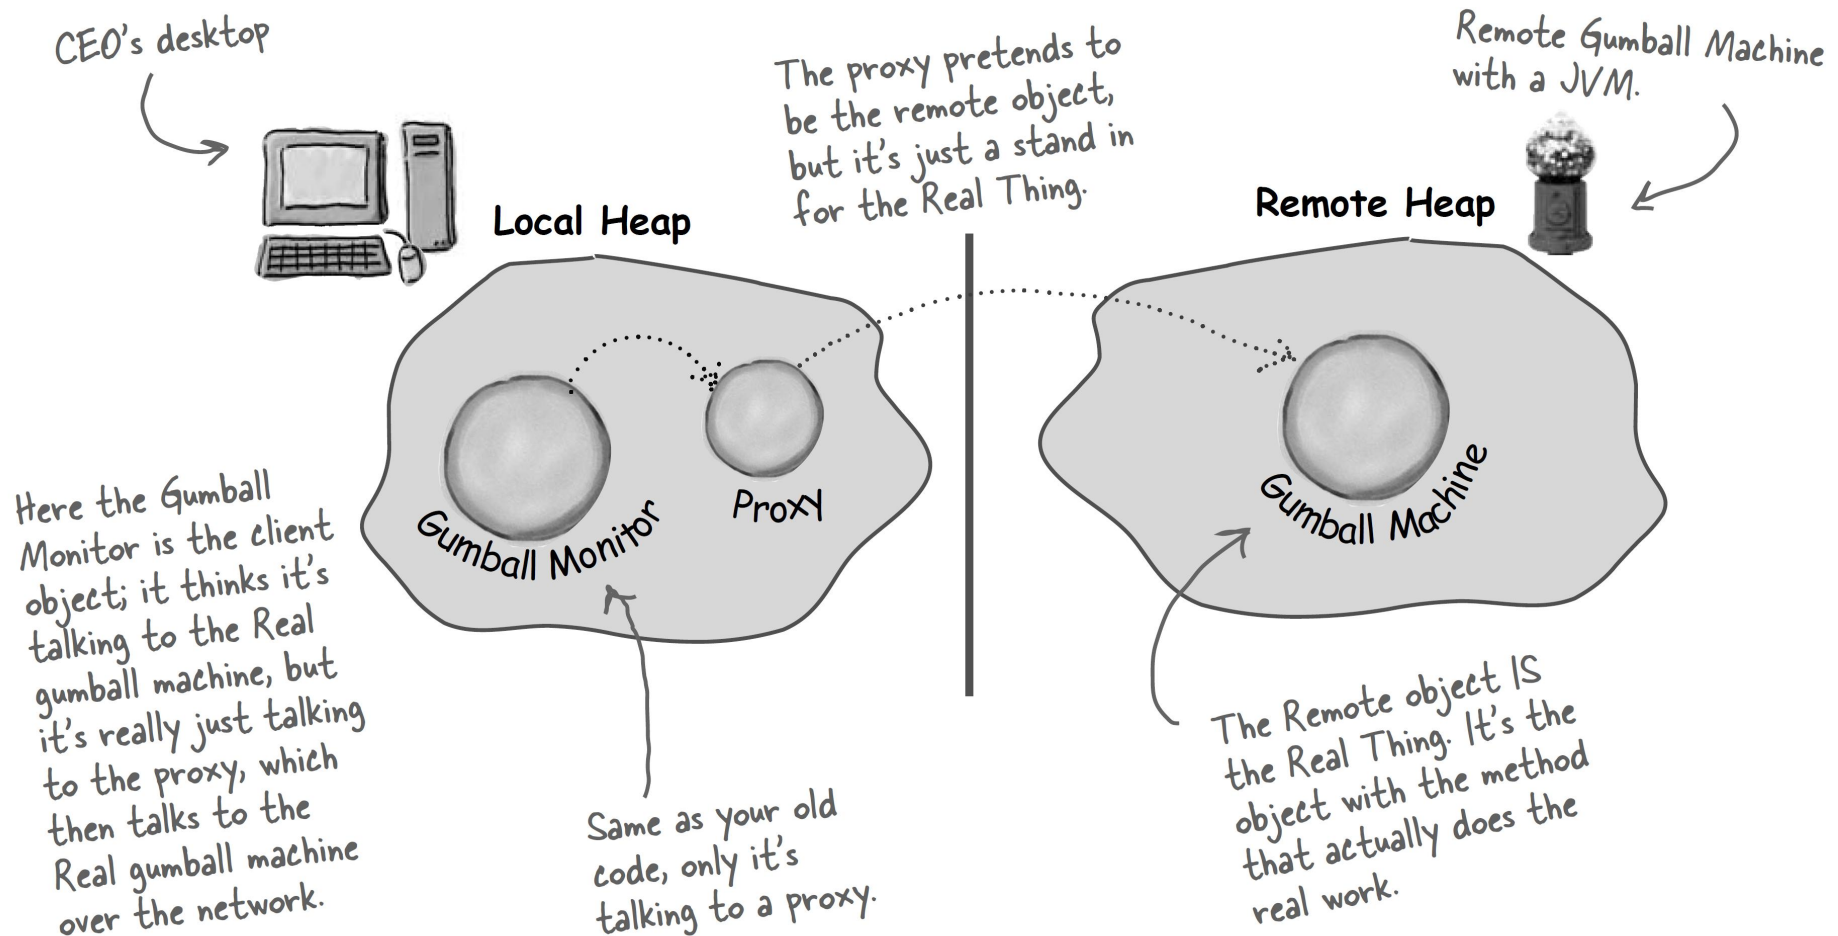 CEO's desktop
The proxy pretends to
be the remote object,
but it's just a stand in
for the Real Thing.
Remote Gumball Machine
with a JVM.
Local Heap
Remote Heap
Gumball Monitor
Proxy
Gumball Machine
Here the Gumball
Monitor is the client
object; it thinks it's
talking to the Real
gumball machine, but
it's really just talking
to the proxy, which
then talks to the
Real gumball machine
over the network.
Same as your old
code, only it's
talking to a proxy.
The Remote object IS
the Real Thing. It's the
object with the method
that actually does the
real work.